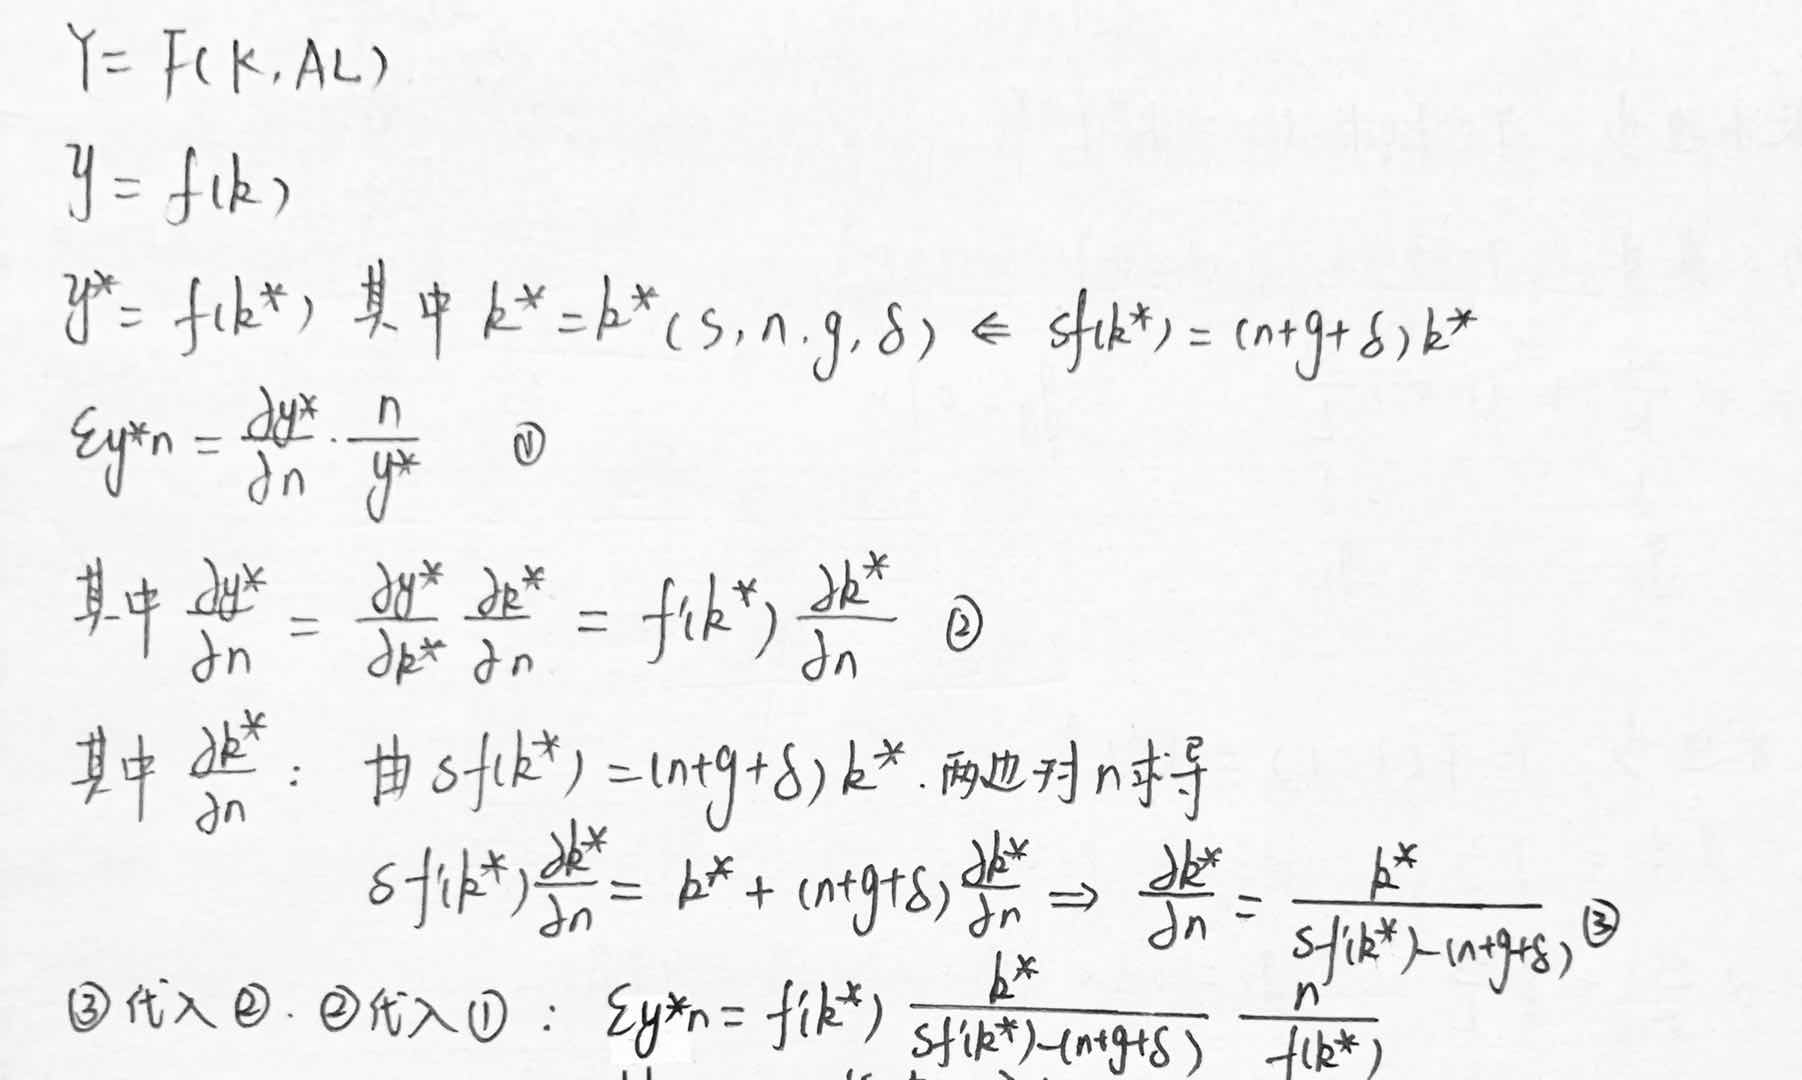 Y = F(K, AL)
y = f(k)
y* = f(k*) 其中 k* = k*(s, n, g, δ) ⇐ sf(k*) = (n+g+δ)k*
εy*n = ∂y*/∂n · n/y* ①
其中 ∂y*/∂n = ∂y*/∂k* ∂k*/∂n = f'(k*) ∂k*/∂n ②
其中 ∂k*/∂n : 由 sf(k*) = (n+g+δ)k*. 两边对n求导
sf'(k*) ∂k*/∂n = k* + (n+g+δ) ∂k*/∂n ⇒ ∂k*/∂n = k*/(sf'(k*)-(n+g+δ)) ③
③代入②. ②代入① : εy*n = f'(k*) k*/(sf'(k*)-(n+g+δ)) n/f(k*)